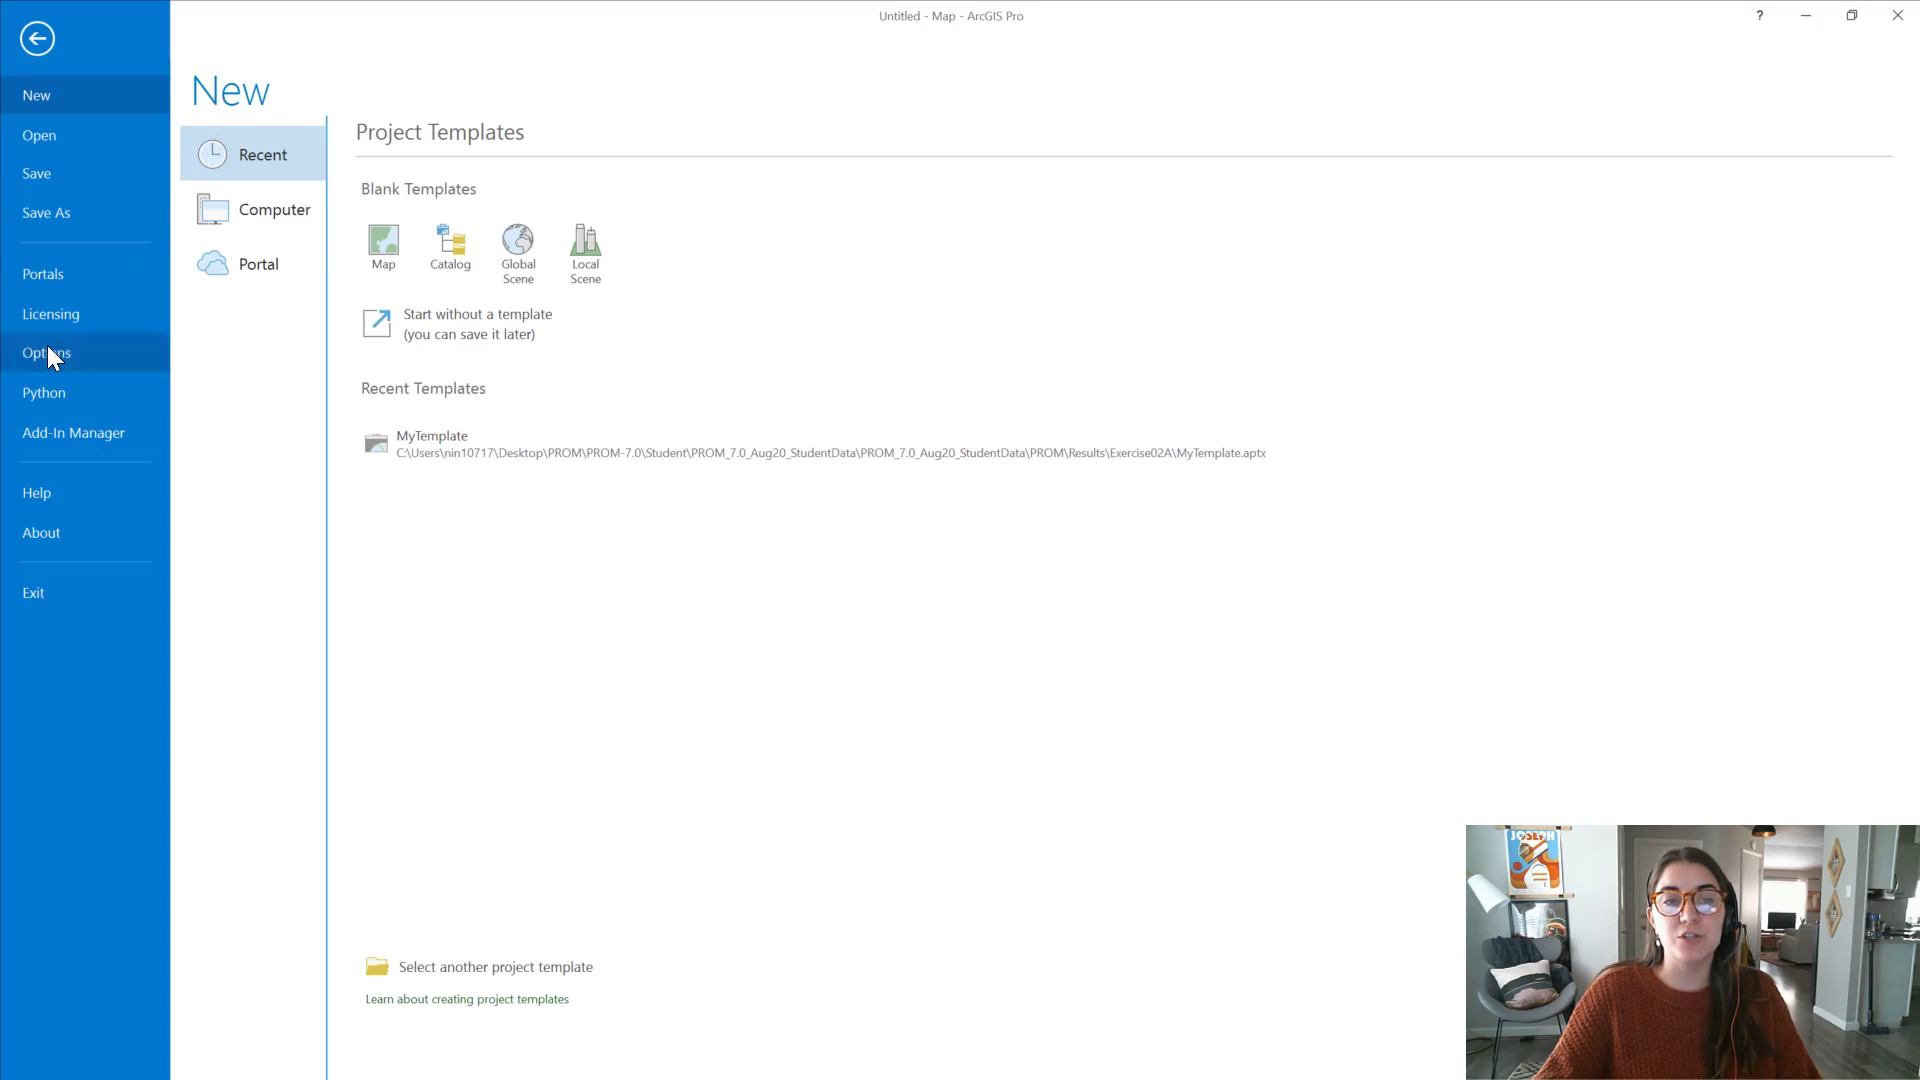 Untitled - Map - ArcGIS Pro
?
New
Open
Save
Save As
Portals
Licensing
Options
Python
Add-In Manager
Help
About
Exit
New
Recent
Computer
Portal
Project Templates
Blank Templates
Map
Catalog
Global
Scene
Local
Scene
Start without a template
(you can save it later)
Recent Templates
MyTemplate
C:\Users\nin10717\Desktop\PROM\PROM-7.0\Student\PROM_7.0_Aug20_StudentData\PROM_7.0_Aug20_StudentData\PROM\Results\Exercise02A\MyTemplate.aptx
Select another project template
Learn about creating project templates
JOSEPH